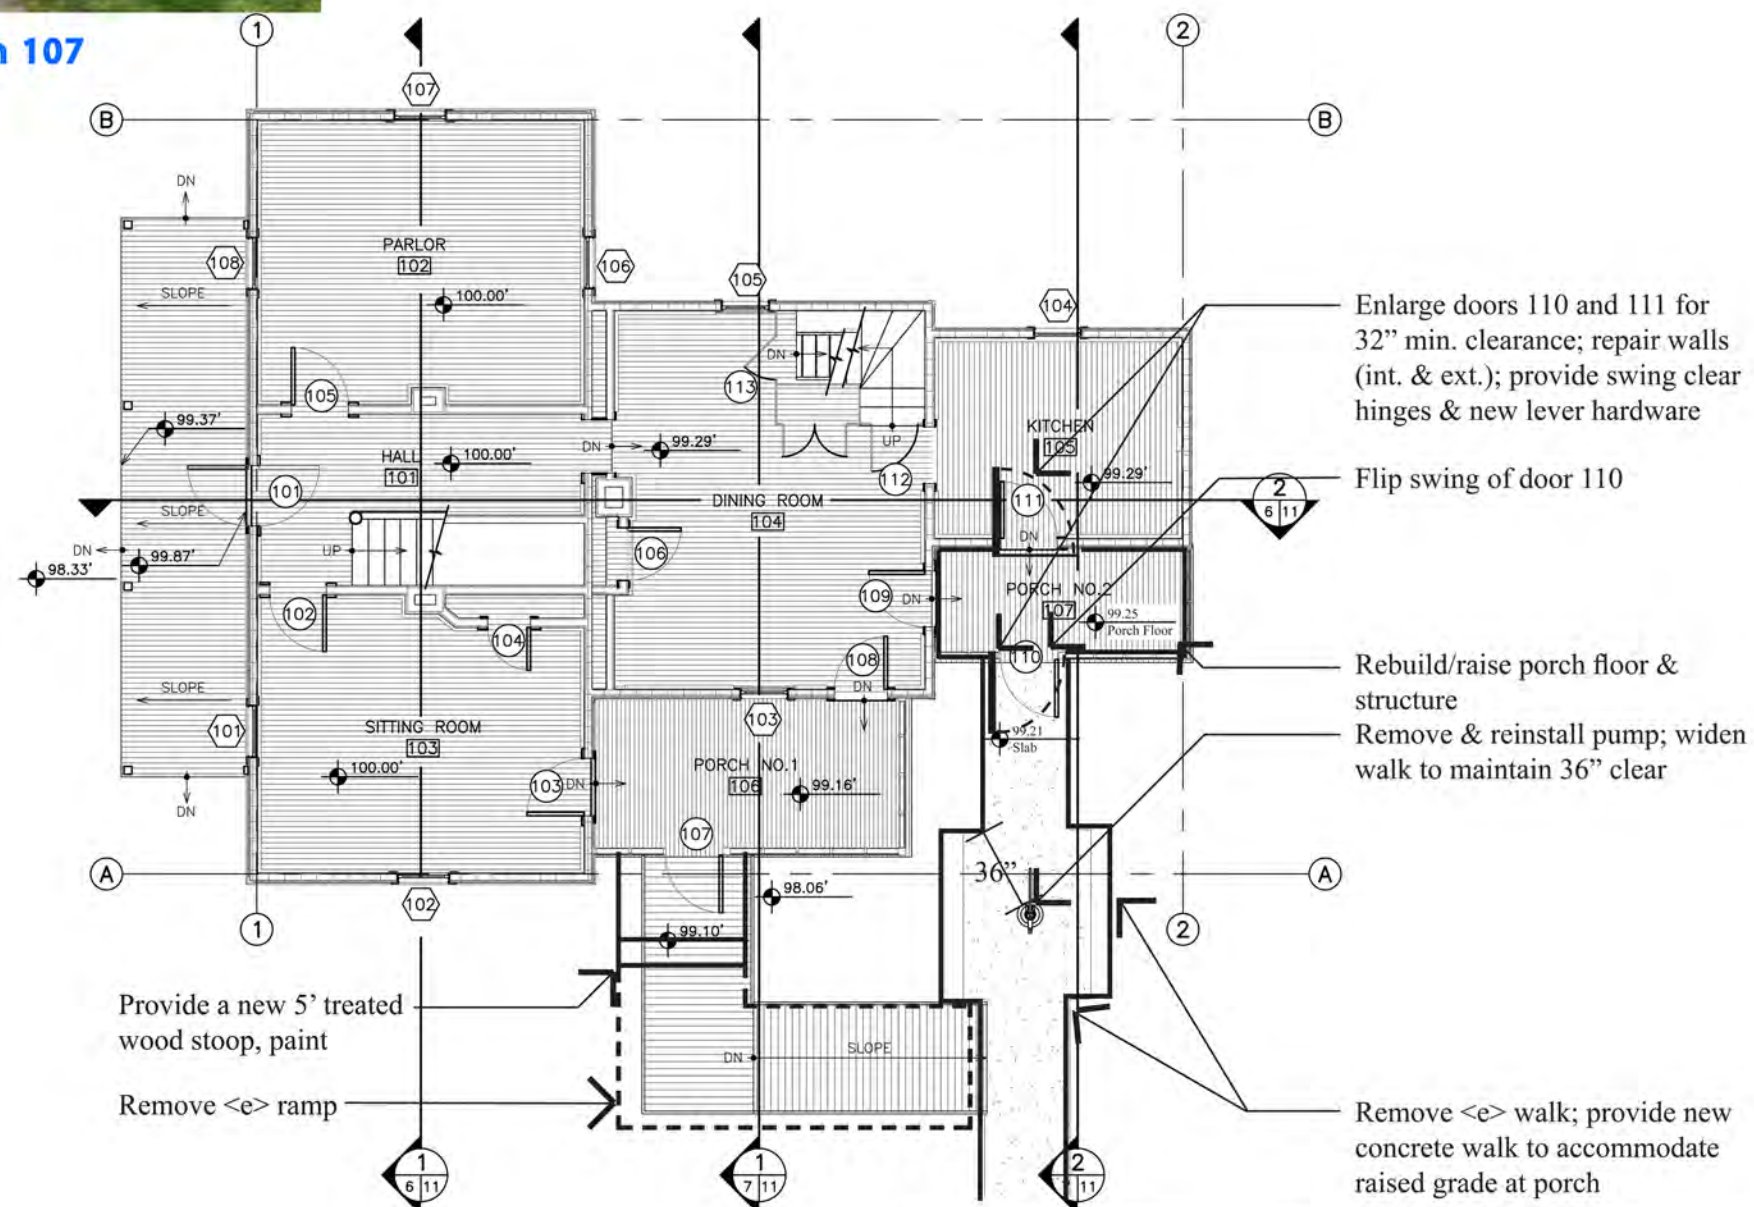 107
1
2
107
B
B
DN
PARLOR
102
108
106
105
SLOPE
100.00'
104
Enlarge doors 110 and 111 for
32” min. clearance; repair walls
(int. & ext.); provide swing clear
hinges & new lever hardware
DN
113
105
99.37'
KITCHEN
105
DN
99.29'
UP
HALL
101
100.00'
99.29'
112
Flip swing of door 110
101
111
DINING ROOM
104
2
6 11
SLOPE
UP
106
DN
DN
99.87'
98.33'
PORCH NO.2
107
109
DN
102
99.25
Porch Floor
104
108
110
Rebuild/raise porch floor &
structure
SLOPE
DN
101
SITTING ROOM
103
103
99.21
Slab
Remove & reinstall pump; widen
walk to maintain 36” clear
PORCH NO.1
106
100.00'
103
DN
99.16'
DN
107
A
36”
A
98.06'
102
1
2
99.10'
Provide a new 5’ treated
wood stoop, paint
DN
SLOPE
Remove <e> ramp
Remove <e> walk; provide new
concrete walk to accommodate
raised grade at porch
1
6 11
1
7 11
2
11